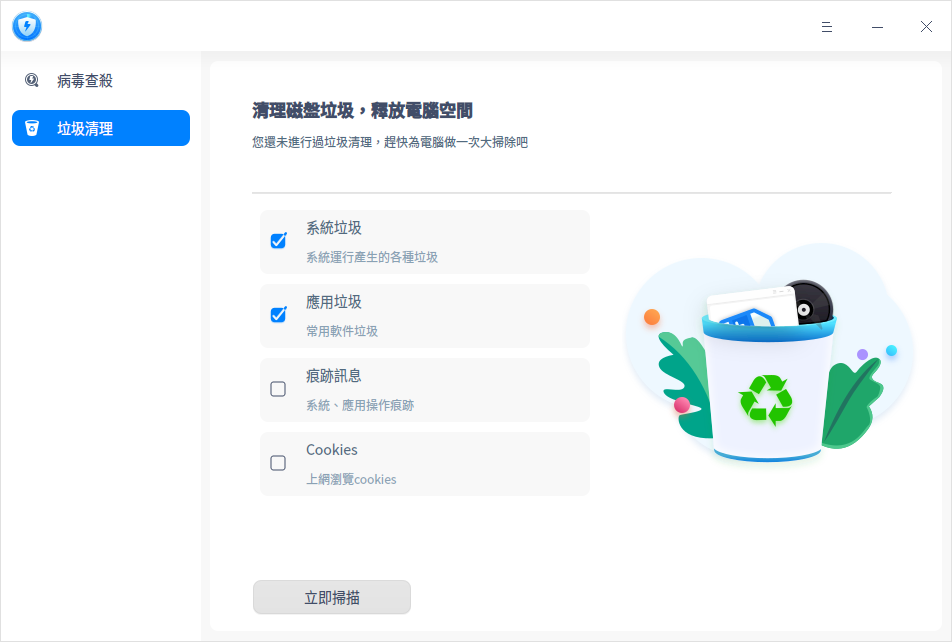 病毒查殺
垃圾清理
清理磁盤垃圾，釋放電腦空間
您還未進行過垃圾清理，趕快為電腦做一次大掃除吧
系統垃圾
系統運行產生的各種垃圾
應用垃圾
常用軟件垃圾
痕跡訊息
系統、應用操作痕跡
Cookies
上網瀏覽cookies
立即掃描